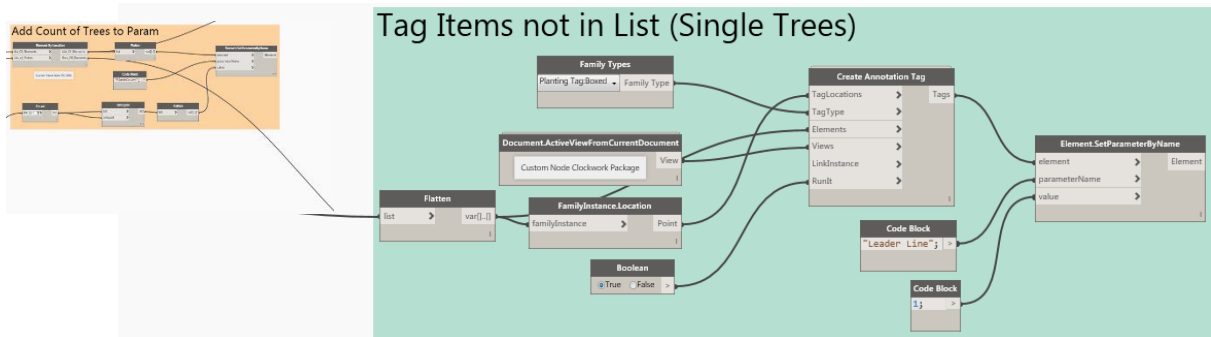 Add Count of Trees to Param
Tag Items not in List (Single Trees)
Family Types
Planting Tag:Boxed
Family Type
Create Annotation Tag
TagLocations >
Tags
TagType >
Elements >
Views >
LinkInstance
RunIt >
Document.ActiveViewFromCurrentDocument
View
Custom Node Clockwork Package
Element.SetParameterByName
element >
Element
parameterName >
value >
Flatten
list >
var[]..[]
FamilyInstance.Location
familyInstance >
Point
Code Block
"Leader Line"; >
Boolean
True False >
Code Block
1; >
Flatten
Code Block